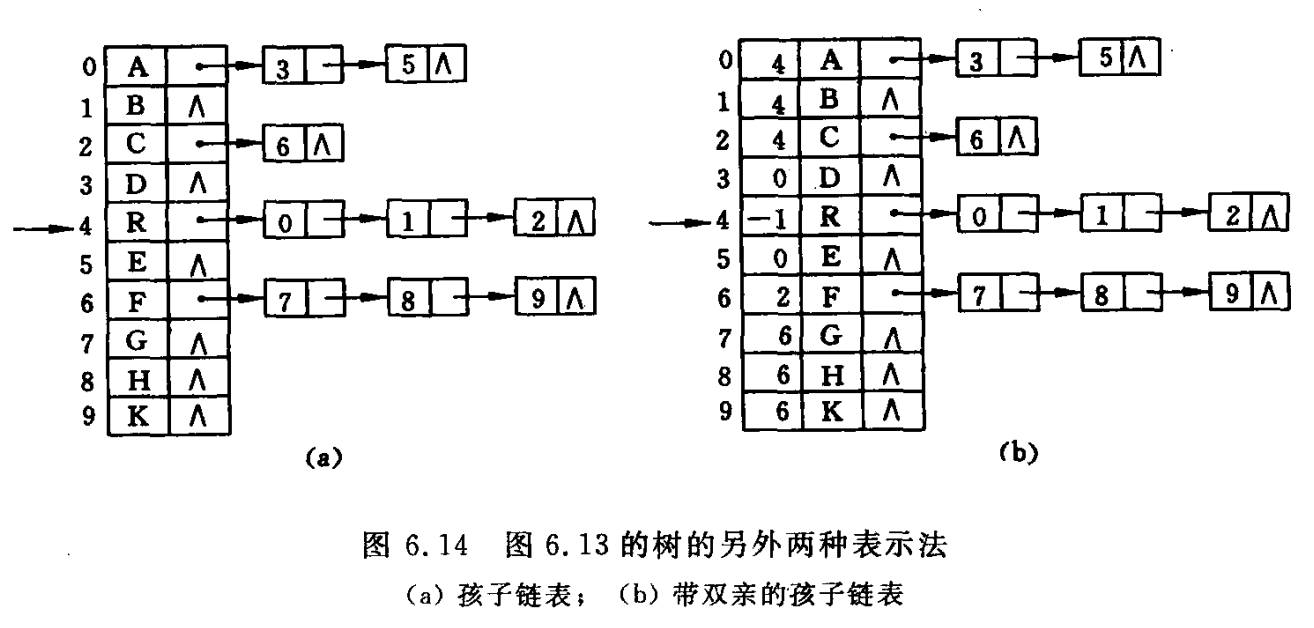 0 A 3 5 ∧
1 B ∧
2 C 6 ∧
3 D ∧
4 R 0 1 2 ∧
5 E ∧
6 F 7 8 9 ∧
7 G ∧
8 H ∧
9 K ∧
(a)
0 4 A 3 5 ∧
1 4 B ∧
2 4 C 6 ∧
3 0 D ∧
4 -1 R 0 1 2 ∧
5 0 E ∧
6 2 F 7 8 9 ∧
7 6 G ∧
8 6 H ∧
9 6 K ∧
(b)
图 6.14 图 6.13 的树的另外两种表示法
(a) 孩子链表； (b) 带双亲的孩子链表